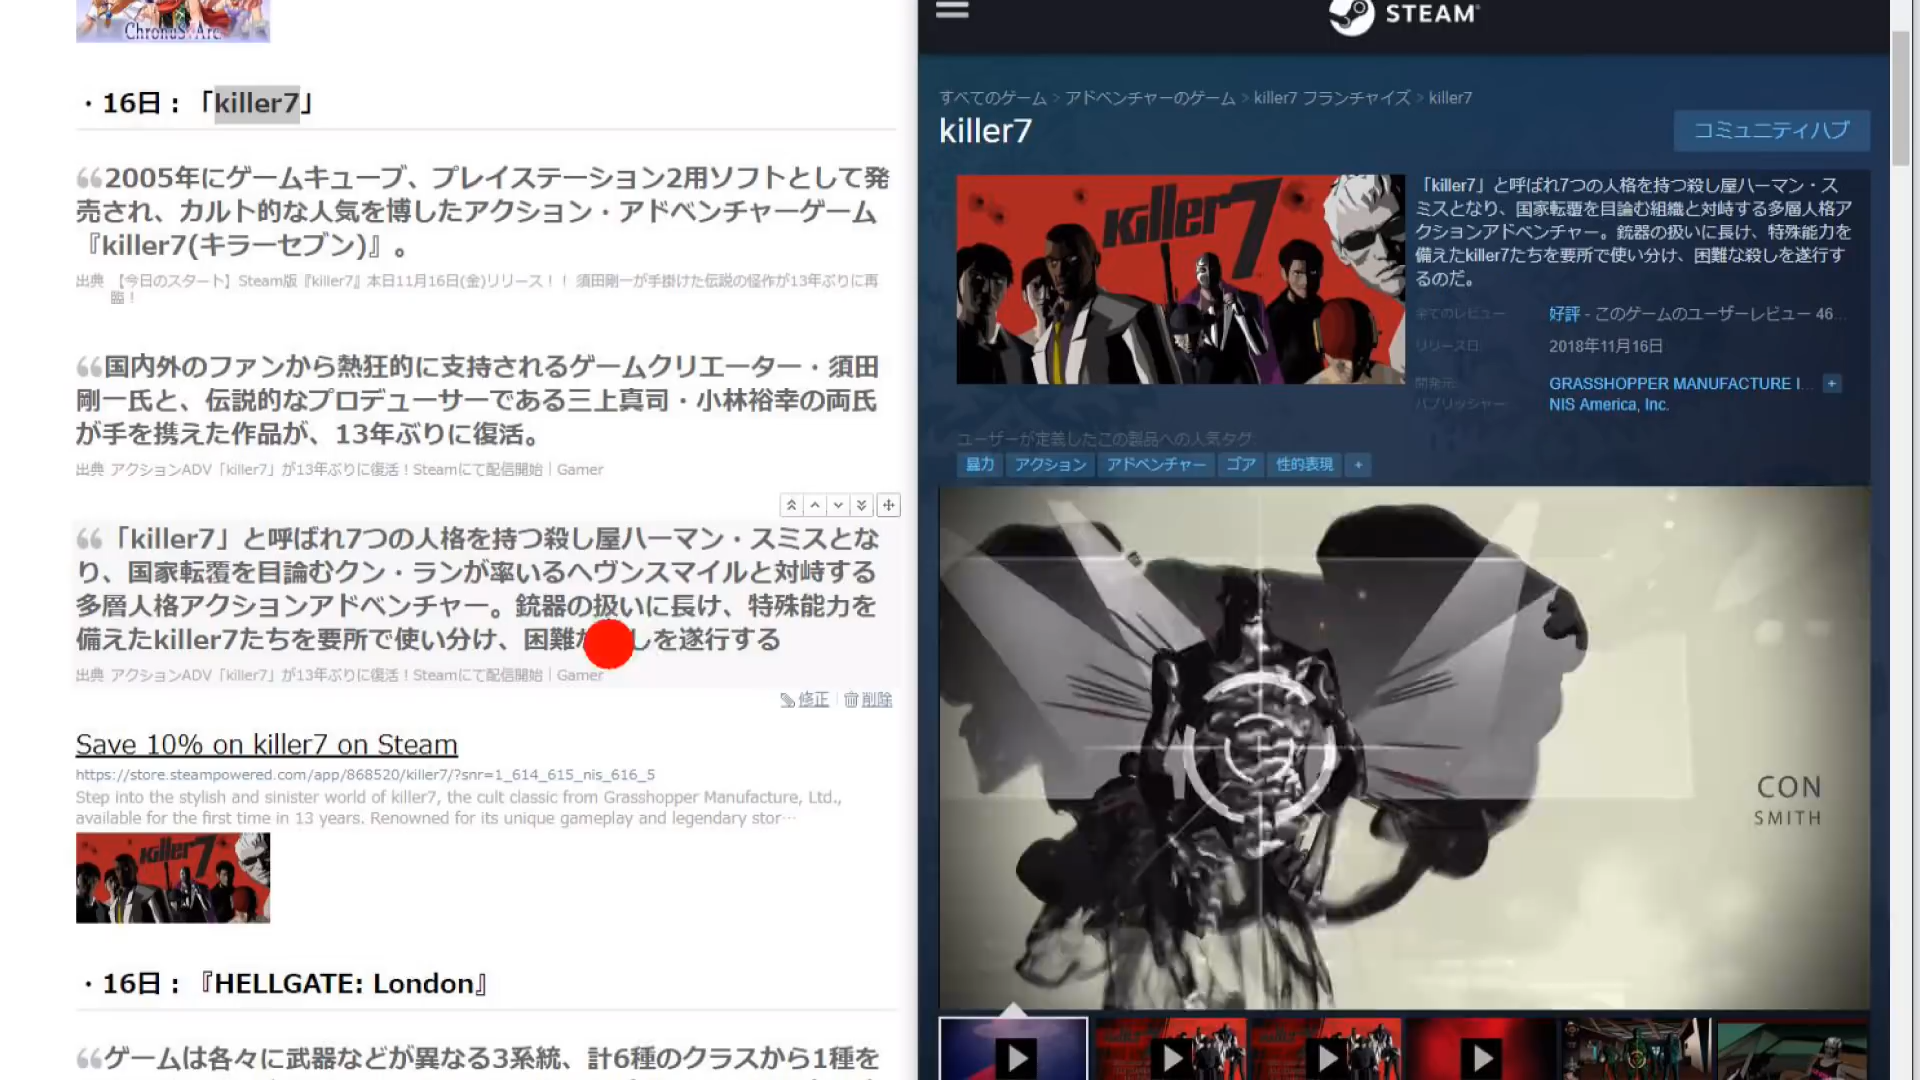 Chronus Arc
・16日：「killer7」
2005年にゲームキューブ、プレイステーション2用ソフトとして発
売され、カルト的な人気を博したアクション・アドベンチャーゲーム
『killer7(キラーセブン)』。
出典 【今日のスタート】Steam版『killer7』本日11月16日(金)リリース！！ 須田剛一が手掛けた伝説の怪作が13年ぶりに再
臨！
国内外のファンから熱狂的に支持されるゲームクリエーター・須田
剛一氏と、伝説的なプロデューサーである三上真司・小林裕幸の両氏
が手を携えた作品が、13年ぶりに復活。
出典 アクションADV「killer7」が13年ぶりに復活！Steamにて配信開始｜Gamer
「killer7」と呼ばれ7つの人格を持つ殺し屋ハーマン・スミスとな
り、国家転覆を目論むクン・ランが率いるヘヴンスマイルと対峙する
多層人格アクションアドベンチャー。銃器の扱いに長け、特殊能力を
備えたkiller7たちを要所で使い分け、困難な しを遂行する
出典 アクションADV「killer7」が13年ぶりに復活！Steamにて配信開始｜Gamer
修正 削除
Save 10% on killer7 on Steam
https://store.steampowered.com/app/868520/killer7/?snr=1_614_615_nis_616_5
Step into the stylish and sinister world of killer7, the cult classic from Grasshopper Manufacture, Ltd.,
available for the first time in 13 years. Renowned for its unique gameplay and legendary stor…
killer7
・16日：『HELLGATE: London』
ゲームは各々に武器などが異なる3系統、計6種のクラスから1種を
STEAM
すべてのゲーム > アドベンチャーのゲーム > killer7 フランチャイズ > killer7
killer7
コミュニティハブ
killer7
「killer7」と呼ばれ7つの人格を持つ殺し屋ハーマン・ス
ミスとなり、国家転覆を目論む組織と対峙する多層人格ア
クションアドベンチャー。銃器の扱いに長け、特殊能力を
備えたkiller7たちを要所で使い分け、困難な殺しを遂行す
るのだ。
全てのレビュー: 好評 - このゲームのユーザーレビュー 46...
リリース日: 2018年11月16日
開発元: GRASSHOPPER MANUFACTURE I... +
パブリッシャー: NIS America, Inc.
ユーザーが定義したこの製品への人気タグ:
暴力 アクション アドベンチャー ゴア 性的表現 +
CON
SMITH